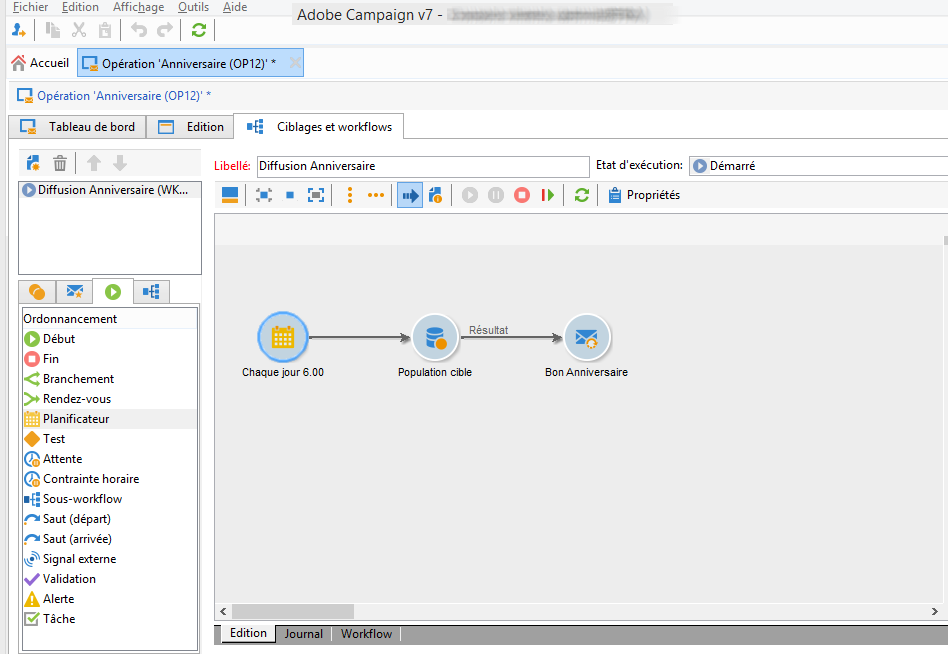 Fichier Edition Affichage Outils Aide
Adobe Campaign v7 -
Accueil Opération 'Anniversaire (OP12)' *
Opération 'Anniversaire (OP12)' *
Tableau de bord Edition Ciblages et workflows
Libellé: Diffusion Anniversaire Etat d'exécution: Démarré
Diffusion Anniversaire (WK...
Propriétés
Ordonnancement
Début
Fin
Branchement
Rendez-vous
Planificateur
Test
Attente
Contrainte horaire
Sous-workflow
Saut (départ)
Saut (arrivée)
Signal externe
Validation
Alerte
Tâche
Résultat
Chaque jour 6.00 Population cible Bon Anniversaire
Edition Journal Workflow